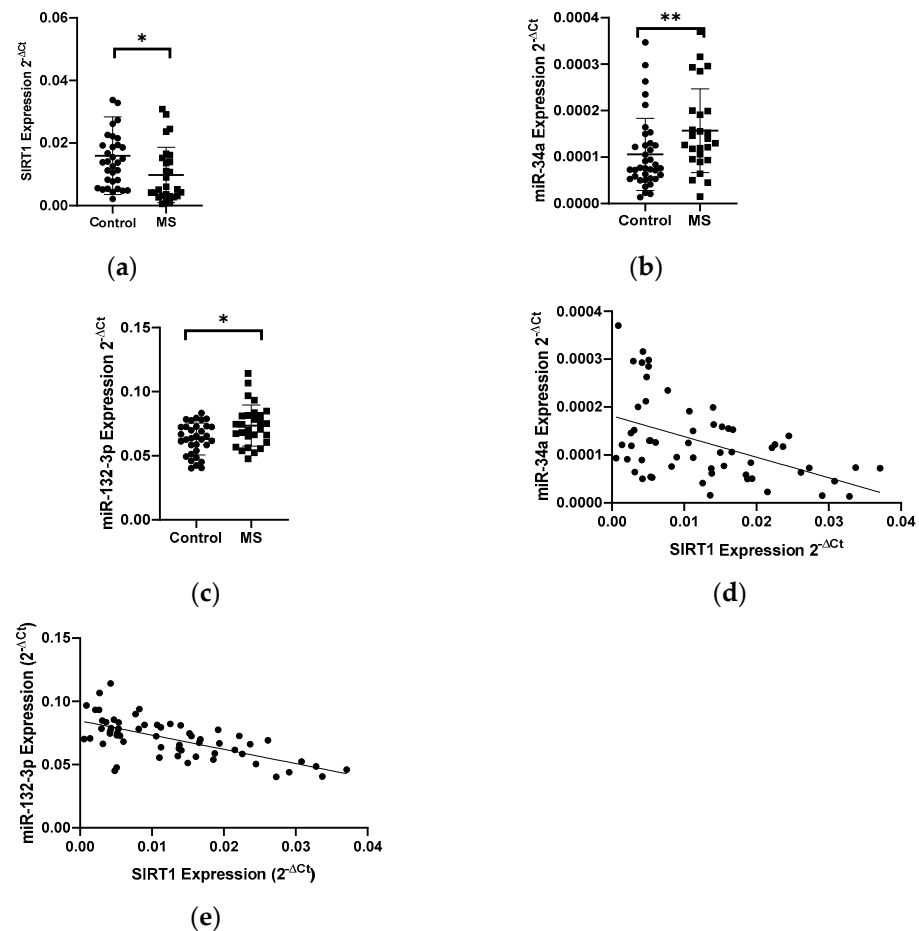 SIRT1 Expression 2-ΔCt
0.06
0.04
0.02
0.00
*
Control MS
(a)
miR-34a Expression 2-ΔCt
0.0004
0.0003
0.0002
0.0001
0.0000
**
Control MS
(b)
miR-132-3p Expression 2-ΔCt
0.15
0.10
0.05
0.00
*
Control MS
(c)
miR-34a Expression 2-ΔCt
0.0004
0.0003
0.0002
0.0001
0.0000
0.00 0.01 0.02 0.03 0.04
SIRT1 Expression 2-ΔCt
(d)
miR-132-3p Expression (2-ΔCt)
0.15
0.10
0.05
0.00
0.00 0.01 0.02 0.03 0.04
SIRT1 Expression (2-ΔCt)
(e)